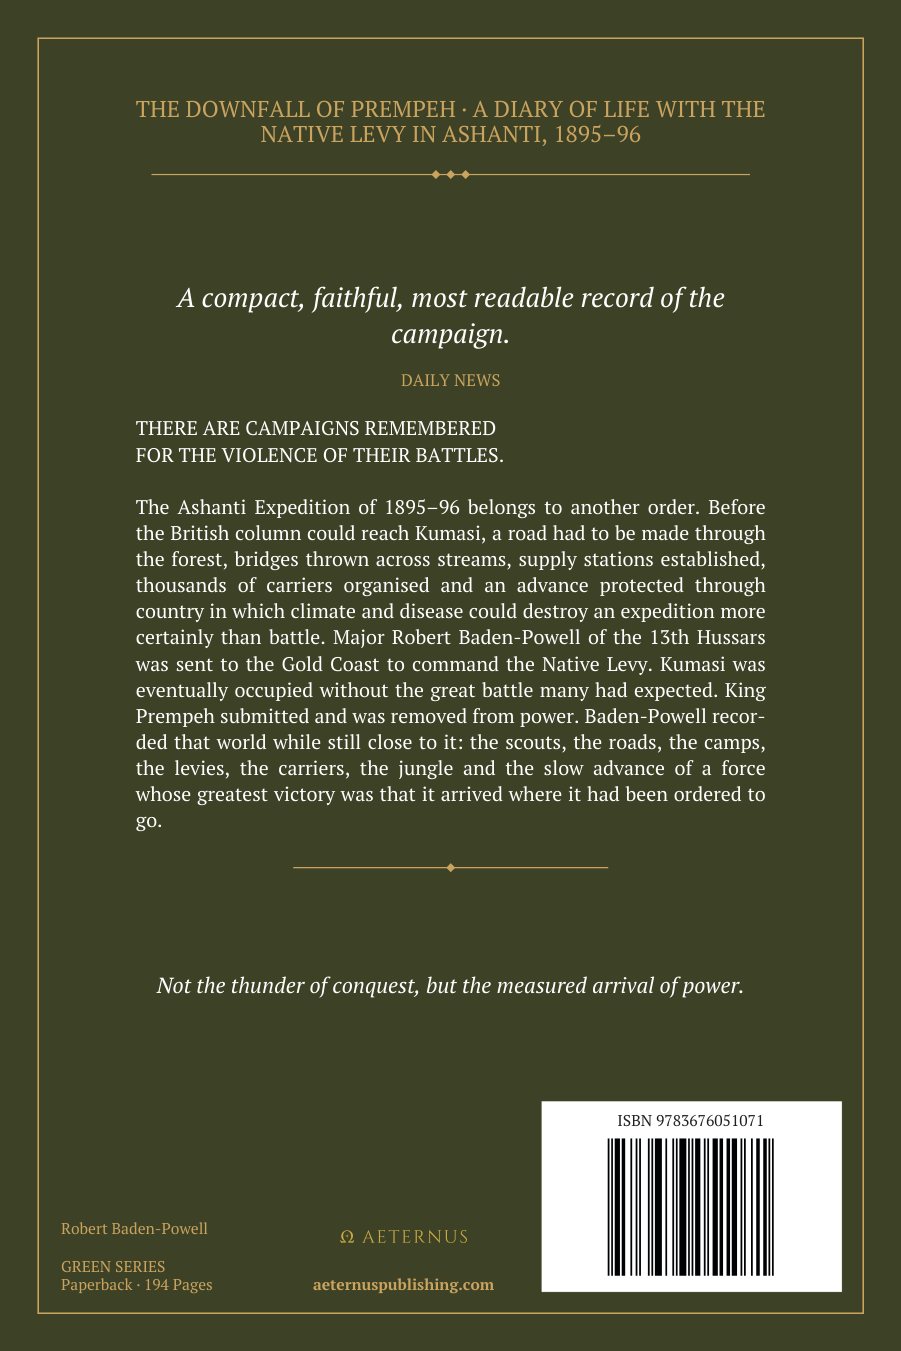 THE DOWNFALL OF PREMPEH · A DIARY OF LIFE WITH THE
NATIVE LEVY IN ASHANTI, 1895–96
A compact, faithful, most readable record of the
campaign.
DAILY NEWS
THERE ARE CAMPAIGNS REMEMBERED
FOR THE VIOLENCE OF THEIR BATTLES.
The Ashanti Expedition of 1895–96 belongs to another order. Before
the British column could reach Kumasi, a road had to be made through
the forest, bridges thrown across streams, supply stations established,
thousands of carriers organised and an advance protected through
country in which climate and disease could destroy an expedition more
certainly than battle. Major Robert Baden-Powell of the 13th Hussars
was sent to the Gold Coast to command the Native Levy. Kumasi was
eventually occupied without the great battle many had expected. King
Prempeh submitted and was removed from power. Baden-Powell recor-
ded that world while still close to it: the scouts, the roads, the camps,
the levies, the carriers, the jungle and the slow advance of a force
whose greatest victory was that it arrived where it had been ordered to
go.
Not the thunder of conquest, but the measured arrival of power.
ISBN 9783676051071
Robert Baden-Powell
GREEN SERIES
Paperback · 194 Pages
Ω AETERNUS
aeternuspublishing.com